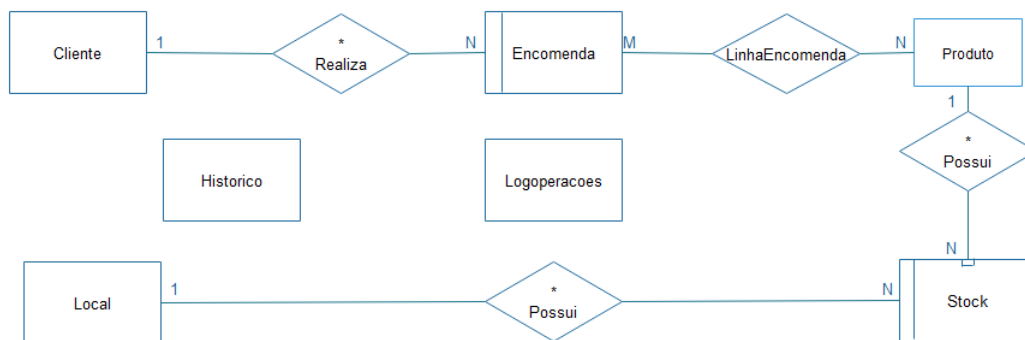 Cliente
1
*
Realiza
N
Encomenda
M
LinhaEncomenda
N
Produto
1
*
Possui
N
Historico
Logoperacoes
Local
1
*
Possui
N
Stock